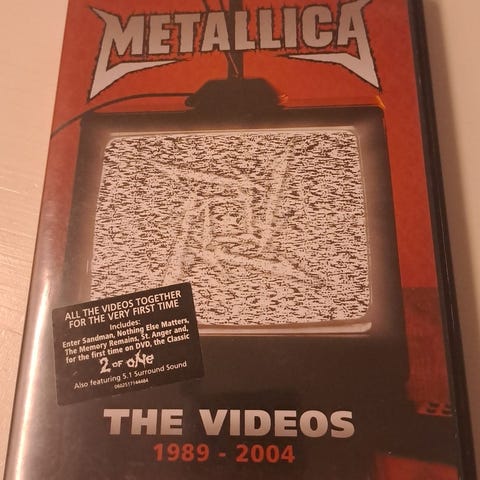 METALLICA
ALL THE VIDEOS TOGETHER
FOR THE VERY FIRST TIME
Includes:
Enter Sandman, Nothing Else Matters,
The Memory Remains, St. Anger and,
for the first time on DVD, the Classic
2 OF ONE
Also featuring 5.1 Surround Sound
0602517144484
THE VIDEOS
1989 - 2004